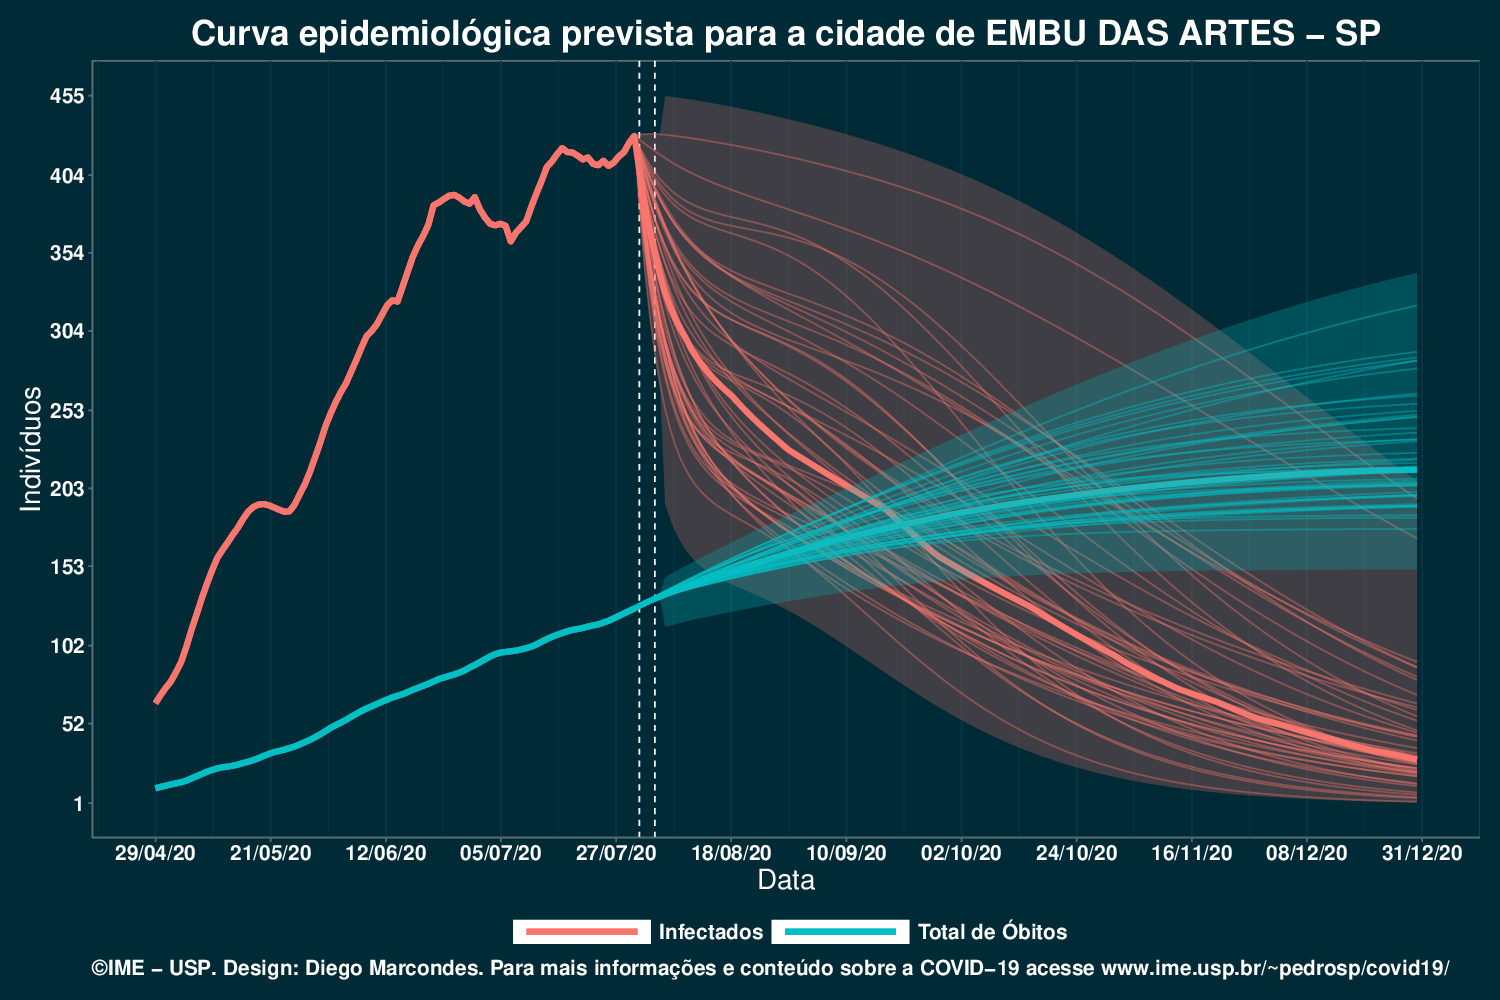 Curva epidemiológica prevista para a cidade de EMBU DAS ARTES – SP
Indivíduos
455
404
354
304
253
203
153
102
52
1
29/04/20 21/05/20 12/06/20 05/07/20 27/07/20 18/08/20 10/09/20 02/10/20 24/10/20 16/11/20 08/12/20 31/12/20
Data
Infectados Total de Óbitos
©IME – USP. Design: Diego Marcondes. Para mais informações e conteúdo sobre a COVID–19 acesse www.ime.usp.br/~pedrosp/covid19/